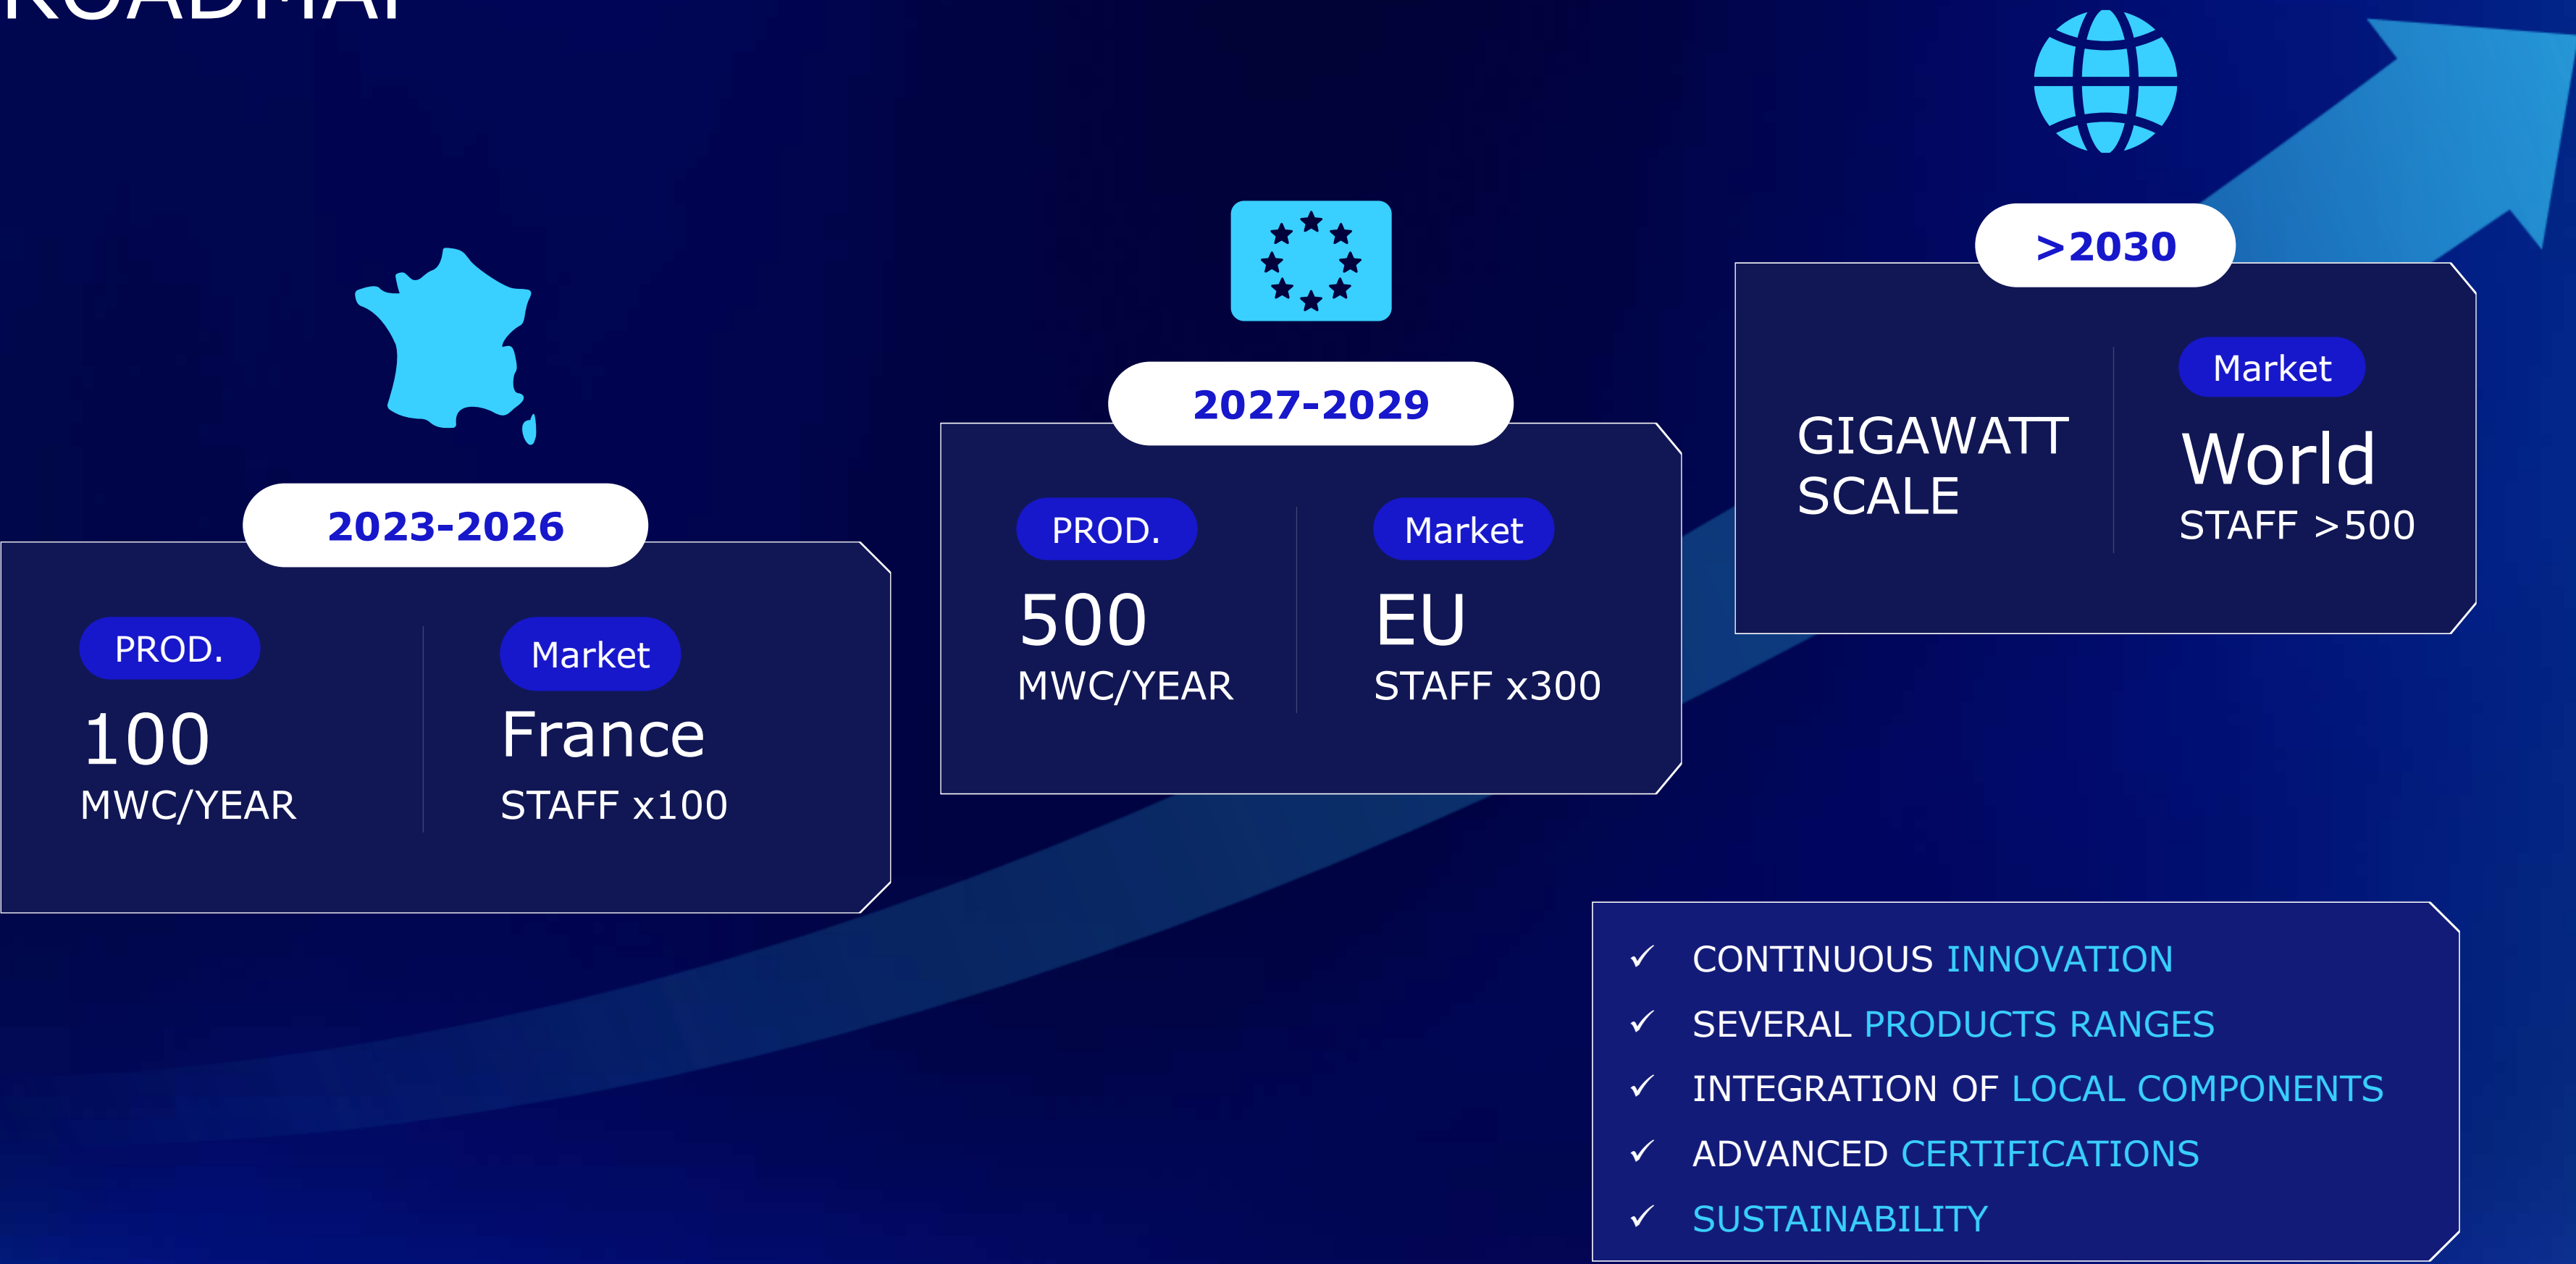 ROADMAP
2023-2026
PROD.
100
MWC/YEAR
Market
France
STAFF x100
2027-2029
PROD.
500
MWC/YEAR
Market
EU
STAFF x300
>2030
GIGAWATT
SCALE
Market
World
STAFF >500
✓ CONTINUOUS INNOVATION
✓ SEVERAL PRODUCTS RANGES
✓ INTEGRATION OF LOCAL COMPONENTS
✓ ADVANCED CERTIFICATIONS
✓ SUSTAINABILITY